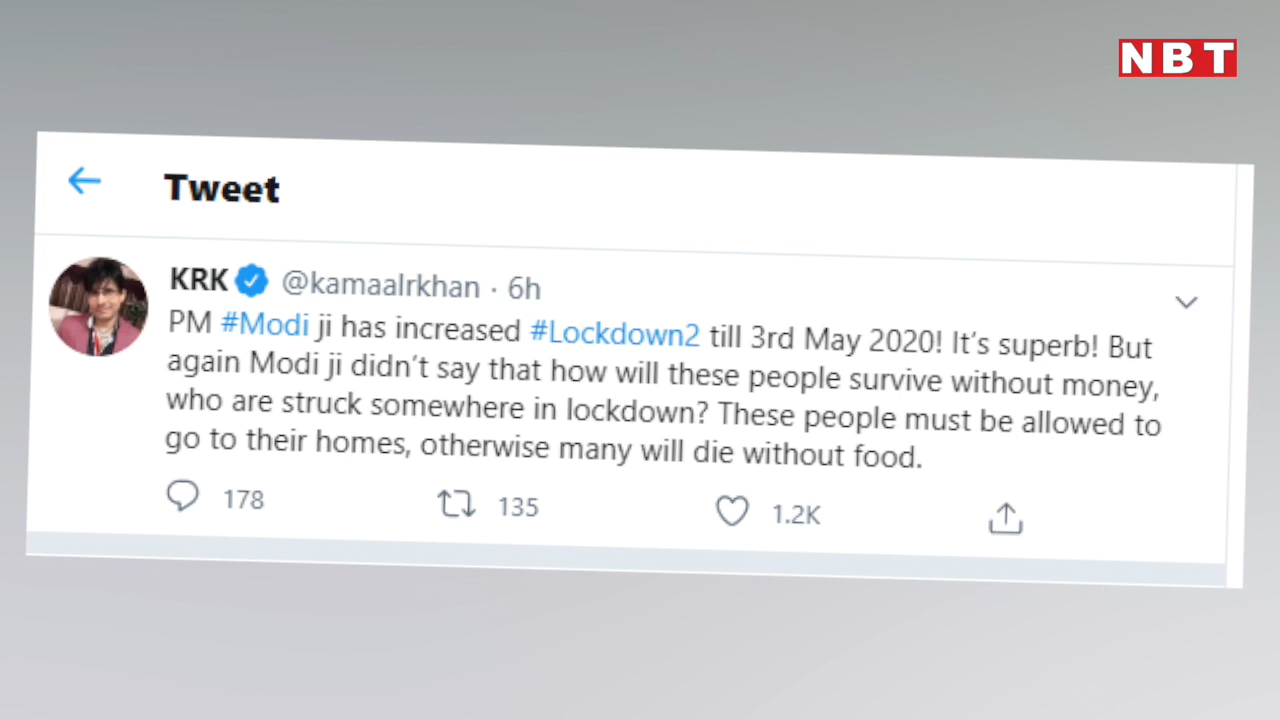 NBT
Tweet
KRK @kamaalrkhan · 6h
PM #Modi ji has increased #Lockdown2 till 3rd May 2020! It's superb! But
again Modi ji didn't say that how will these people survive without money,
who are struck somewhere in lockdown? These people must be allowed to
go to their homes, otherwise many will die without food.
178 135 1.2K